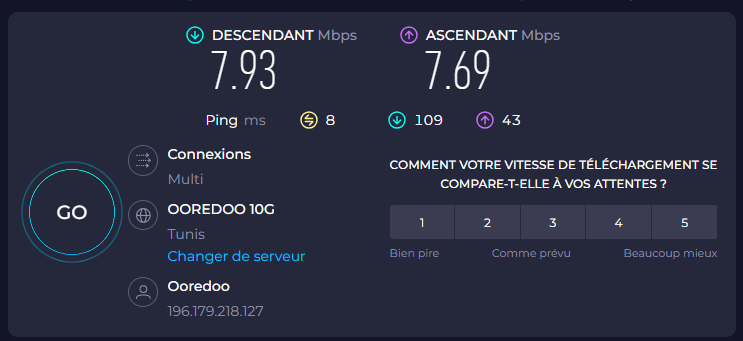 DESCENDANT Mbps
7.93
ASCENDANT Mbps
7.69
Ping ms 8 109 43
Connexions
Multi
OOREDOO 10G
Tunis
Changer de serveur
Ooredoo
196.179.218.127
GO
COMMENT VOTRE VITESSE DE TÉLÉCHARGEMENT SE
COMPARE-T-ELLE À VOS ATTENTES ?
1 2 3 4 5
Bien pire Comme prévu Beaucoup mieux